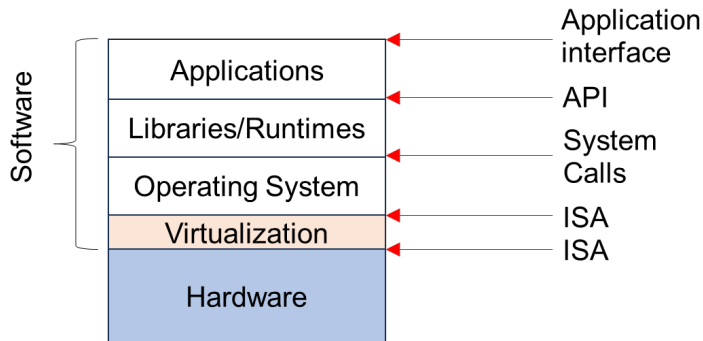 Application
interface
Applications
API
Libraries/Runtimes
System
Calls
Software
Operating System
ISA
Virtualization
ISA
Hardware